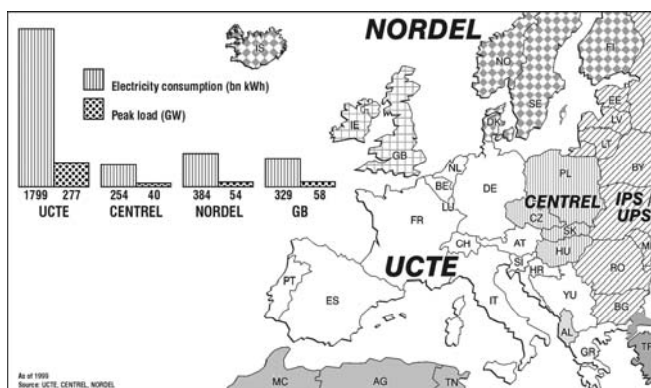 NORDEL
IS
Electricity consumption (bn kWh)
Peak load (GW)
NO
SE
FI
EE
LV
LT
BY
IE
GB
DK
1799 277 254 40 384 54 329 58
UCTE CENTREL NORDEL GB
NL
BE
LU
DE
PL
CENTREL
IPS /
UPS
CZ
SK
FR
CH
AT
HU
SI
HR
RO
UCTE
PT
ES
IT
YU
BG
AL
GR
MC
AG
TN
As of 1999
Source: UCTE, CENTREL, NORDEL